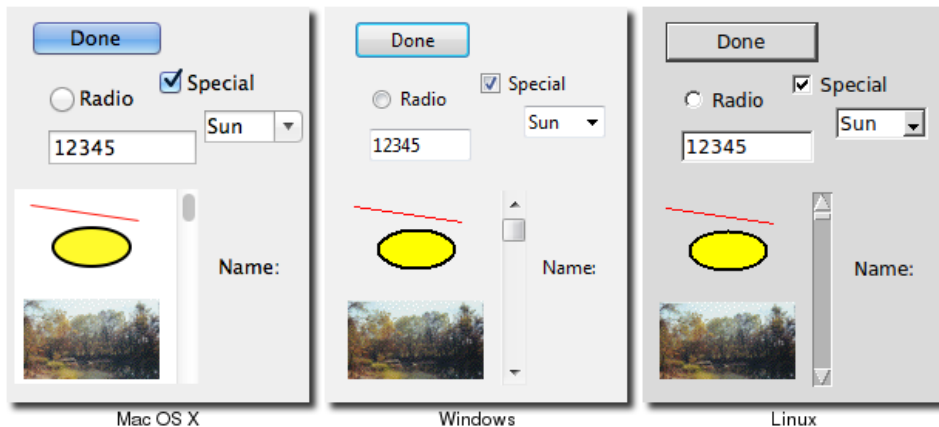 Done
Special
Radio
Sun
12345
Name:
Mac OS X
Done
Special
Radio
Sun
12345
Name:
Windows
Done
Special
Radio
Sun
12345
Name:
Linux